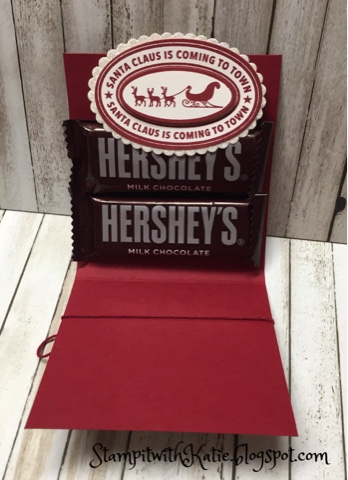 SANTA CLAUS IS COMING TO TOWN
SANTA CLAUS IS COMING TO TOWN
HERSHEY'S
MILK CHOCOLATE
HERSHEY'S®
MILK CHOCOLATE
StampitwithKatie.blogspot.com